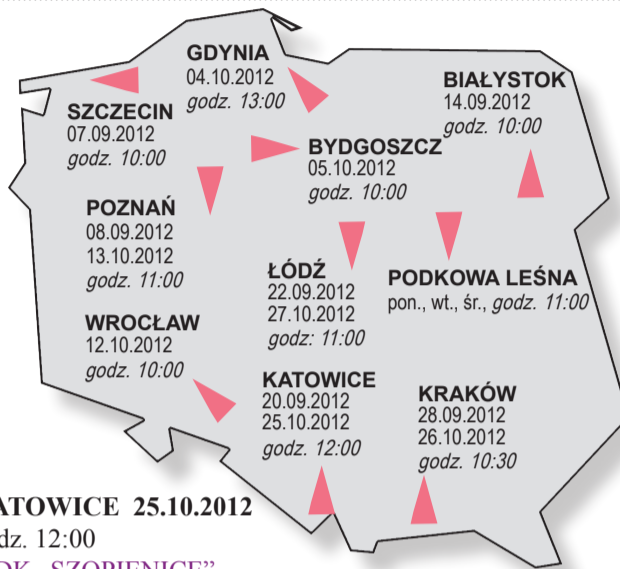 GDYNIA
04.10.2012
godz. 13:00
BIAŁYSTOK
14.09.2012
godz. 10:00
SZCZECIN
07.09.2012
godz. 10:00
BYDGOSZCZ
05.10.2012
godz. 10:00
POZNAŃ
08.09.2012
13.10.2012
godz. 11:00
ŁÓDŹ
22.09.2012
27.10.2012
godz: 11:00
PODKOWA LEŚNA
pon., wt., śr., godz. 11:00
WROCŁAW
12.10.2012
godz. 10:00
KATOWICE
20.09.2012
25.10.2012
godz. 12:00
KRAKÓW
28.09.2012
26.10.2012
godz. 10:30
ATOWICE 25.10.2012
dz. 12:00